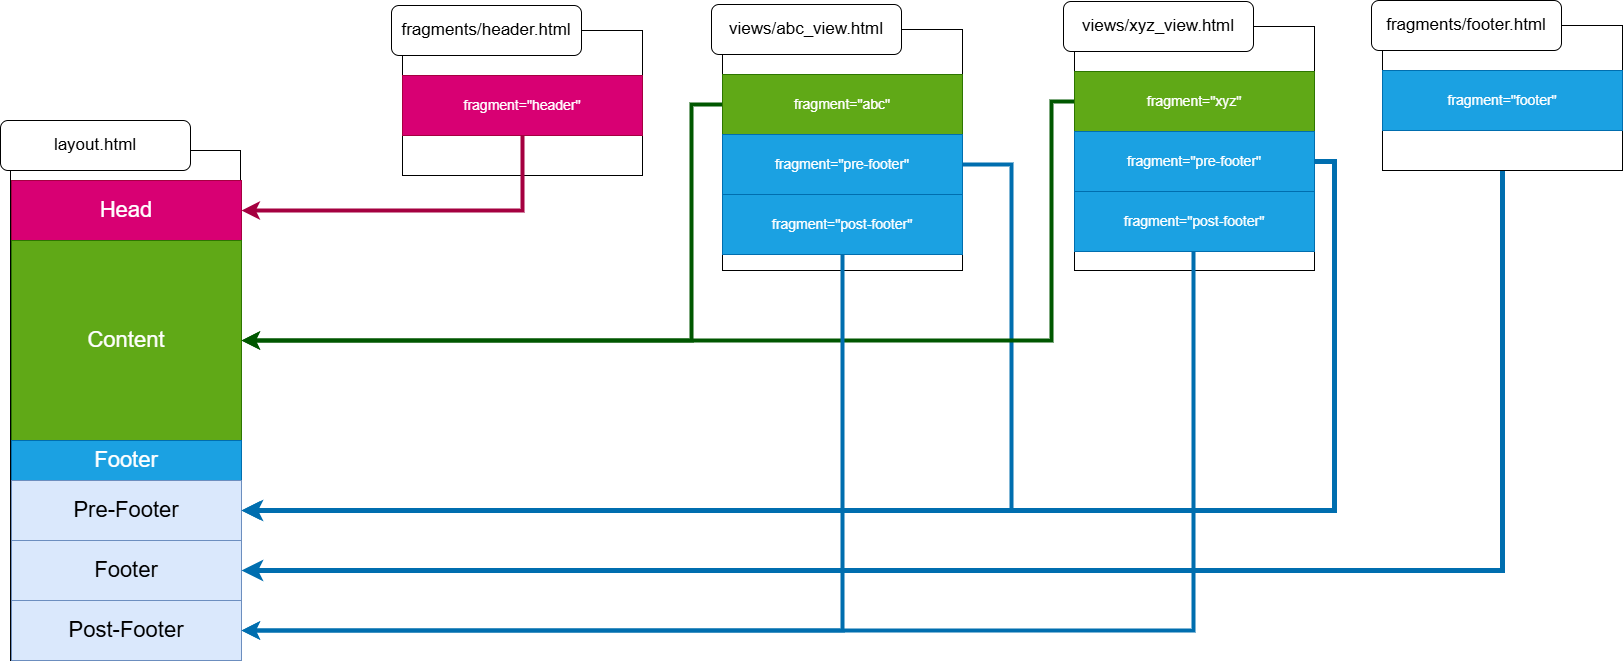 fragments/header.html
fragment="header"
views/abc_view.html
fragment="abc"
fragment="pre-footer"
fragment="post-footer"
views/xyz_view.html
fragment="xyz"
fragment="pre-footer"
fragment="post-footer"
fragments/footer.html
fragment="footer"
layout.html
Head
Content
Footer
Pre-Footer
Footer
Post-Footer